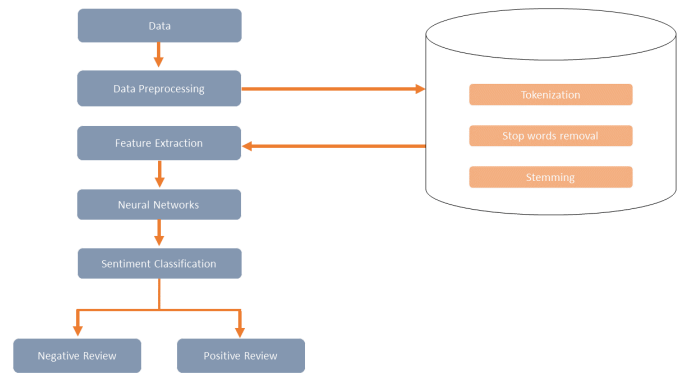 Data
Data Preprocessing
Tokenization
Stop words removal
Stemming
Feature Extraction
Neural Networks
Sentiment Classification
Negative Review
Positive Review